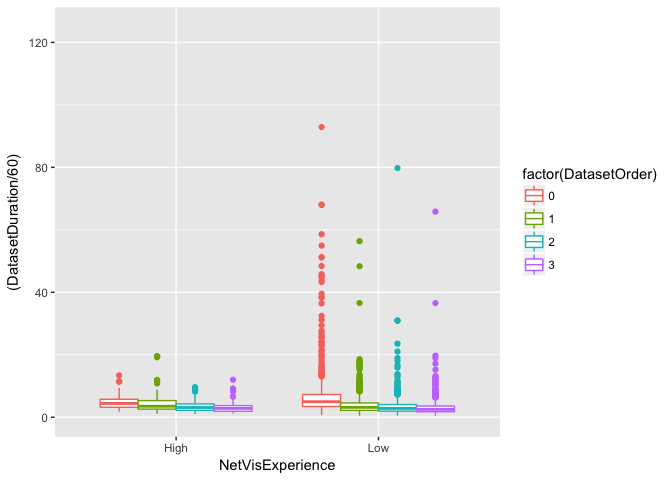 120
80
40
0
(DatasetDuration/60)
High
Low
NetVisExperience
factor(DatasetOrder)
0
1
2
3